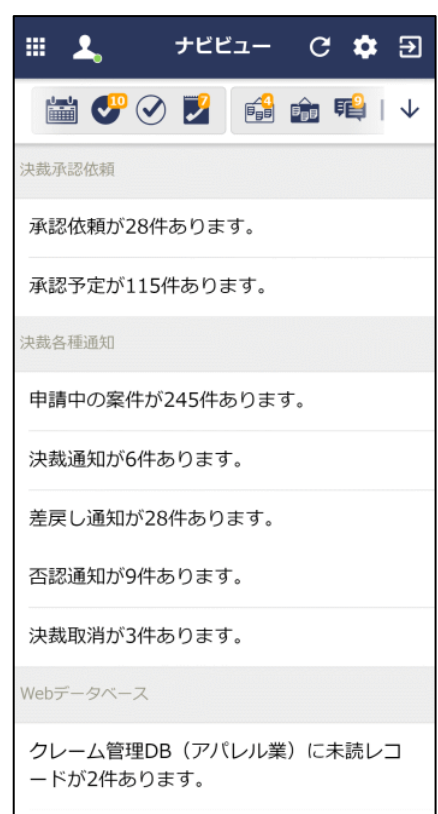 ナビビュー
10
7
4
9
決裁承認依頼
承認依頼が28件あります。
承認予定が115件あります。
決裁各種通知
申請中の案件が245件あります。
決裁通知が6件あります。
差戻し通知が28件あります。
否認通知が9件あります。
決裁取消が3件あります。
Webデータベース
クレーム管理DB（アパレル業）に未読レコ
ードが2件あります。